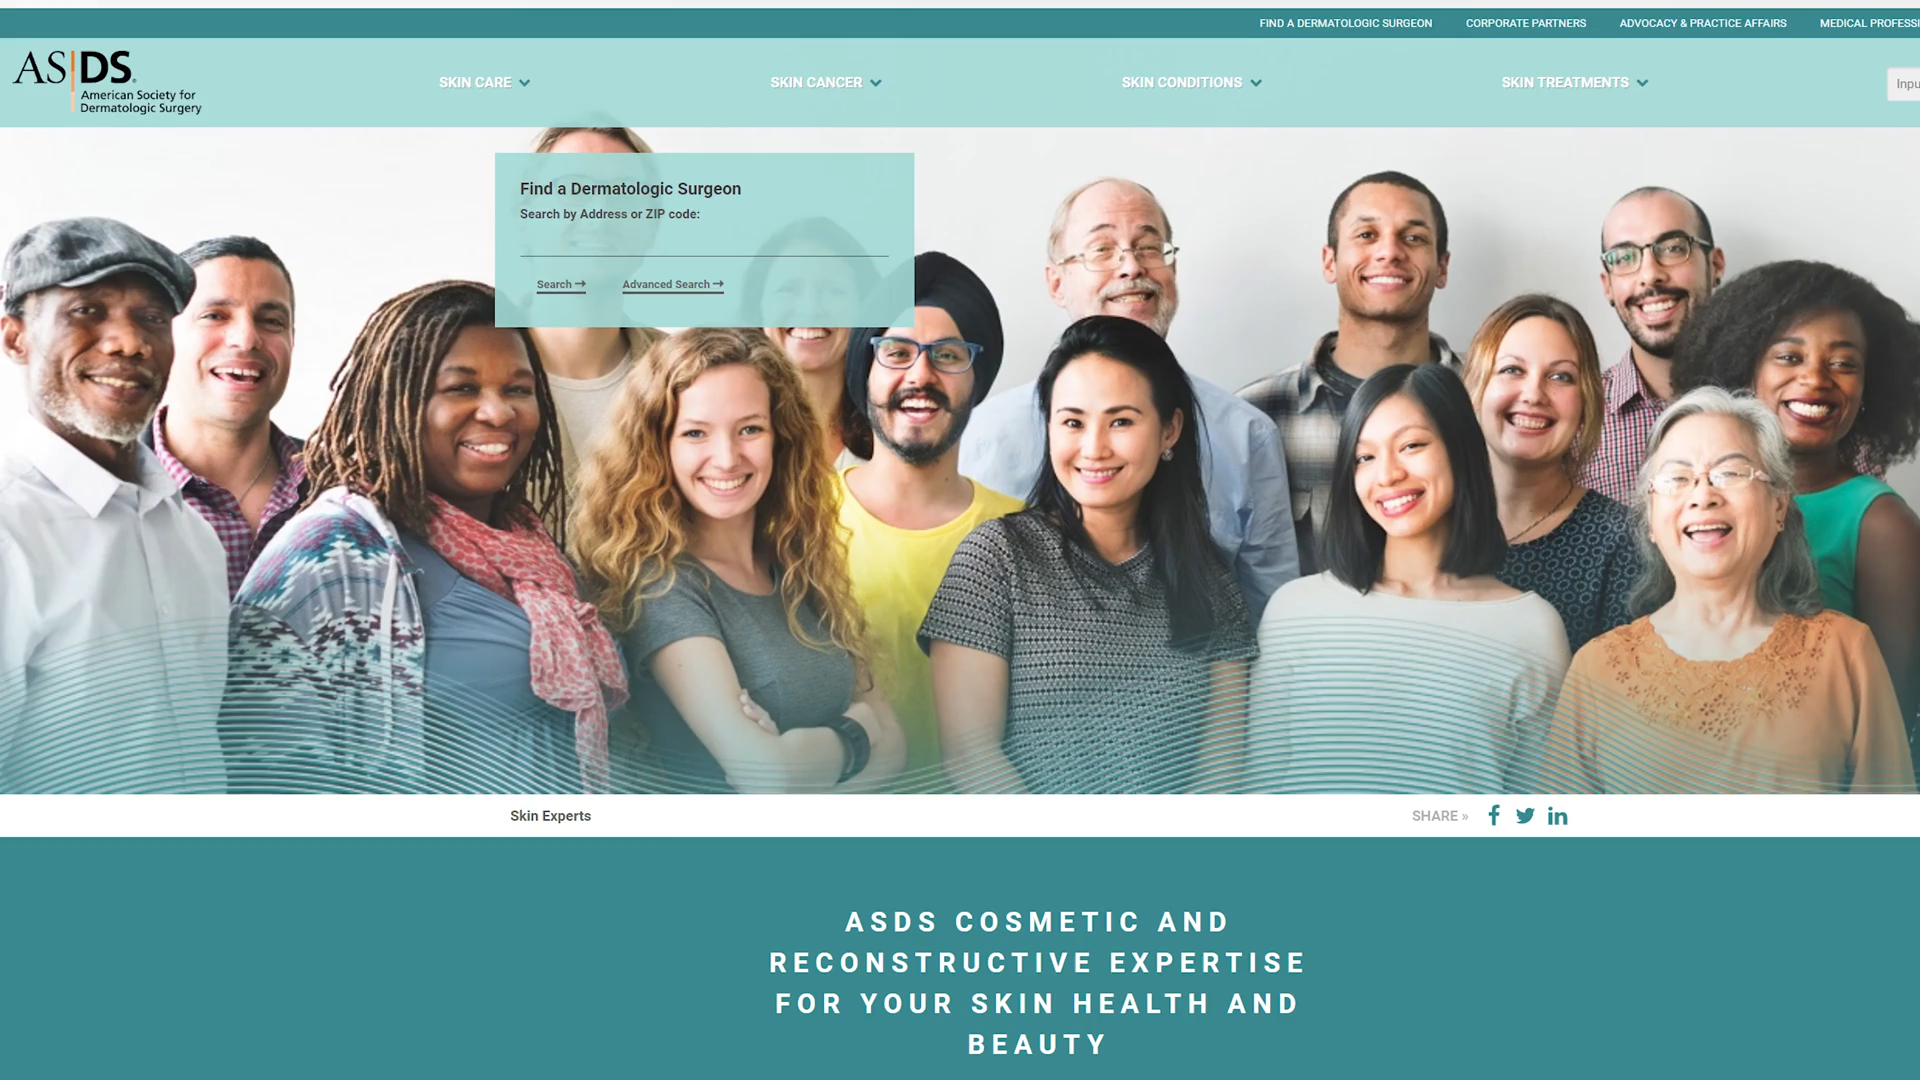 FIND A DERMATOLOGIC SURGEON
CORPORATE PARTNERS
ADVOCACY & PRACTICE AFFAIRS
MEDICAL PROFESSI
AS|DS
American Society for
Dermatologic Surgery
SKIN CARE
SKIN CANCER
SKIN CONDITIONS
SKIN TREATMENTS
Inpu
Find a Dermatologic Surgeon
Search by Address or ZIP code:
Search
Advanced Search
Skin Experts
SHARE »
ASDS COSMETIC AND
RECONSTRUCTIVE EXPERTISE
FOR YOUR SKIN HEALTH AND
BEAUTY